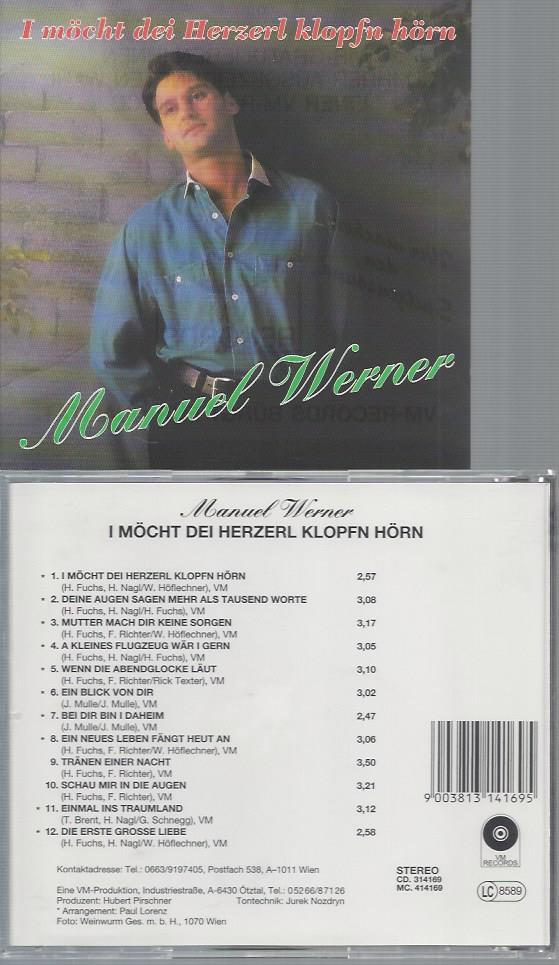 I möcht dei Herzerl klopfn hörn
Manuel Werner
Manuel Werner
I MÖCHT DEI HERZERL KLOPFN HÖRN
* 1. I MÖCHT DEI HERZERL KLOPFN HÖRN 2,57
(H. Fuchs, H. Nagl/W. Höflechner), VM
* 2. DEINE AUGEN SAGEN MEHR ALS TAUSEND WORTE 3,08
(H. Fuchs, H. Nagl/H. Fuchs), VM
* 3. MUTTER MACH DIR KEINE SORGEN 3,17
(H. Fuchs, F. Richter/W. Höflechner), VM
* 4. A KLEINES FLUGZEUG WÄR I GERN 3,05
(H. Fuchs, H. Nagl/H. Fuchs), VM
* 5. WENN DIE ABENDGLOCKE LÄUT 3,10
(H. Fuchs, F. Richter/Rick Texter), VM
* 6. EIN BLICK VON DIR 3,02
(J. Mulle/J. Mulle), VM
* 7. BEI DIR BIN I DAHEIM 2,47
(J. Mulle/J. Mulle), VM
* 8. EIN NEUES LEBEN FÄNGT HEUT AN 3,06
(H. Fuchs, F. Richter/W. Höflechner), VM
9. TRÄNEN EINER NACHT 3,50
(H. Fuchs, F. Richter), VM
10. SCHAU MIR IN DIE AUGEN 3,21
(H. Fuchs, F. Richter), VM
* 11. EINMAL INS TRAUMLAND 3,12
(T. Brent, H. Nagl/G. Schnegg), VM
* 12. DIE ERSTE GROSSE LIEBE 2,58
(H. Fuchs, H. Nagl/W. Höflechner), VM
9003813 141695
VM
RECORDS
Kontaktadresse: Tel.: 0663/9197405, Postfach 538, A–1011 Wien
STEREO
CD. 314169
MC. 414169
LC 8589
Eine VM-Produktion, Industriestraße, A-6430 Ötztal, Tel.: 05266/87126
Produzent: Hubert Pirschner Tontechnik: Jurek Nozdryn
* Arrangement: Paul Lorenz
Foto: Weinwurm Ges. m. b. H., 1070 Wien